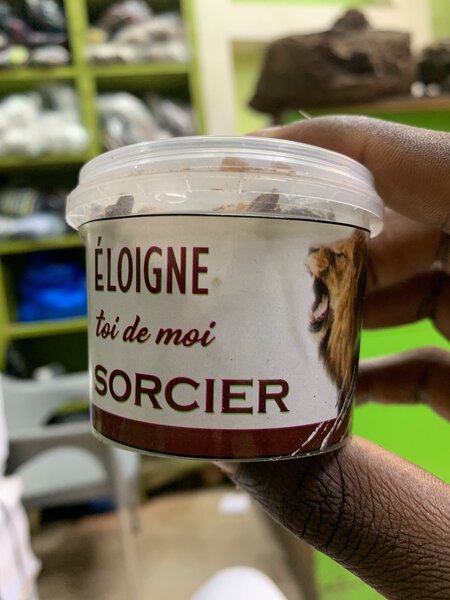 ÉLOIGNE
toi de moi
SORCIER